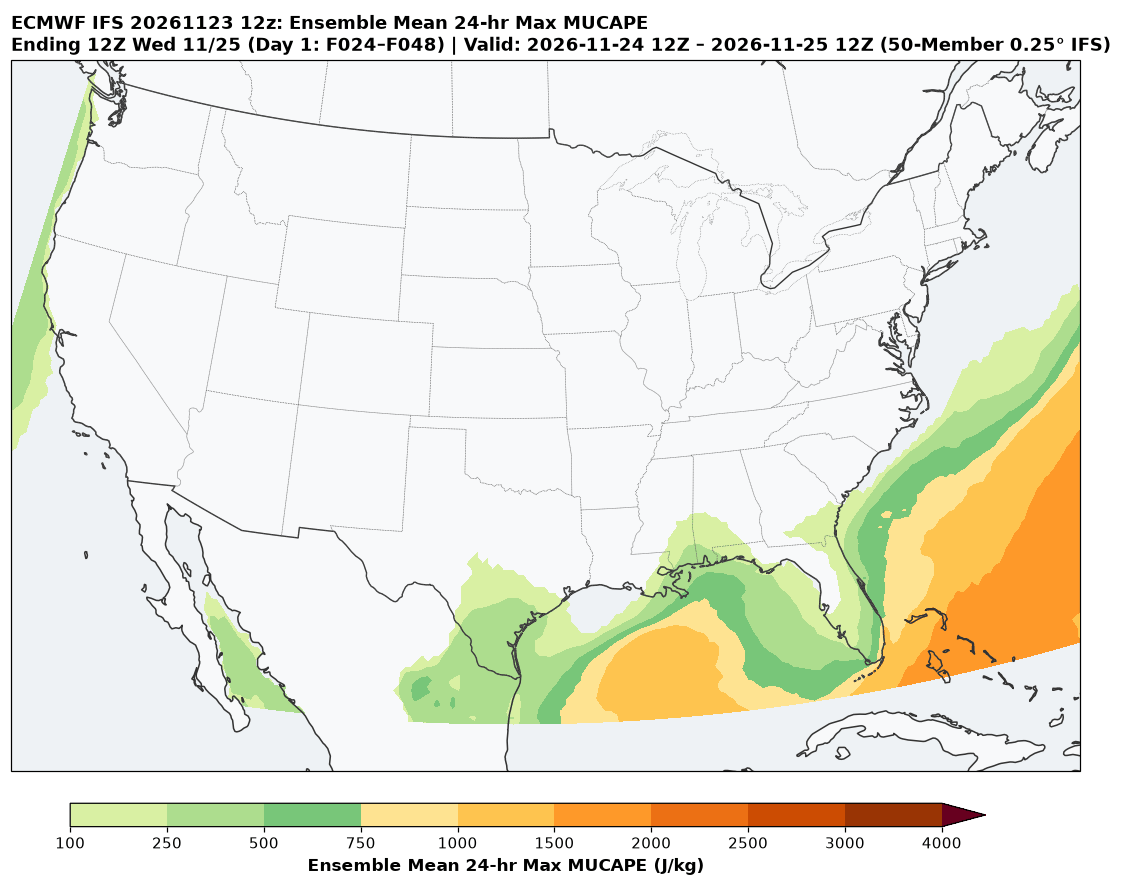 ECMWF IFS 20261123 12z: Ensemble Mean 24-hr Max MUCAPE
Ending 12Z Wed 11/25 (Day 1: F024–F048) | Valid: 2026-11-24 12Z – 2026-11-25 12Z (50-Member 0.25° IFS)
100 250 500 750 1000 1500 2000 2500 3000 4000
Ensemble Mean 24-hr Max MUCAPE (J/kg)